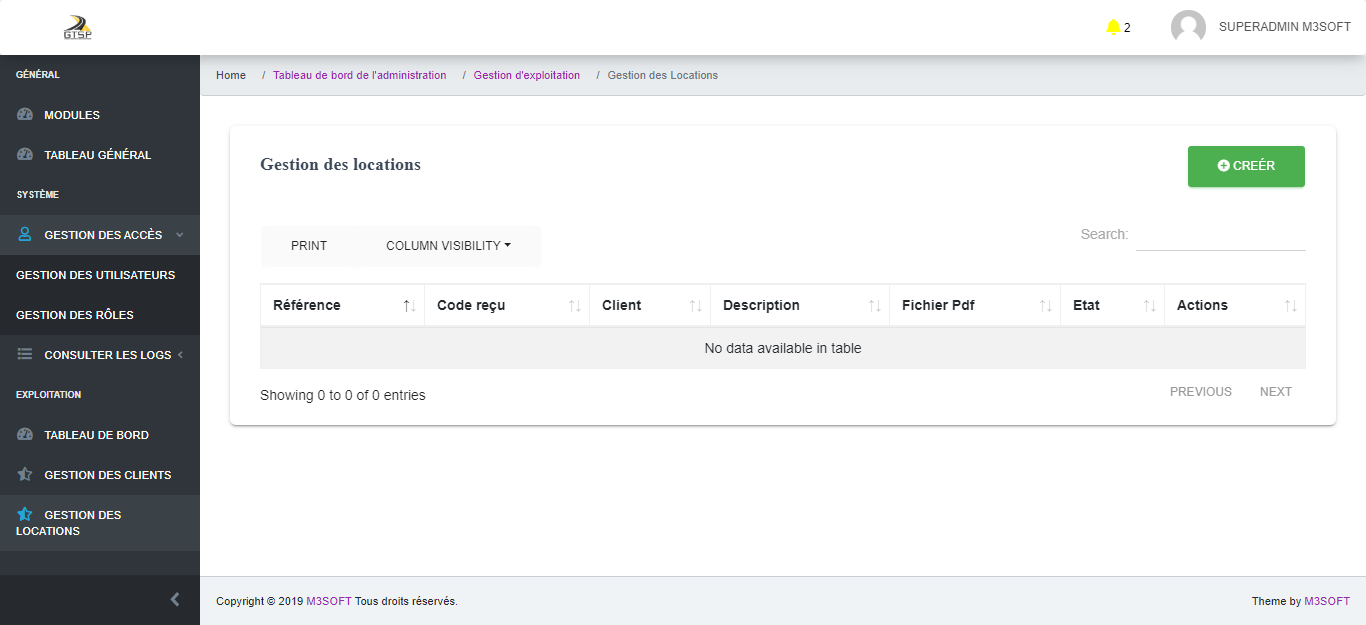 GTSP
2
SUPERADMIN M3SOFT
GÉNÉRAL
MODULES
TABLEAU GÉNÉRAL
SYSTÈME
GESTION DES ACCÈS
GESTION DES UTILISATEURS
GESTION DES RÔLES
CONSULTER LES LOGS
EXPLOITATION
TABLEAU DE BORD
GESTION DES CLIENTS
GESTION DES
LOCATIONS
Home / Tableau de bord de l'administration / Gestion d'exploitation / Gestion des Locations
Gestion des locations
CREÉR
PRINT COLUMN VISIBILITY
Search:
Référence Code reçu Client Description Fichier Pdf Etat Actions
No data available in table
Showing 0 to 0 of 0 entries
PREVIOUS NEXT
Copyright © 2019 M3SOFT Tous droits réservés.
Theme by M3SOFT